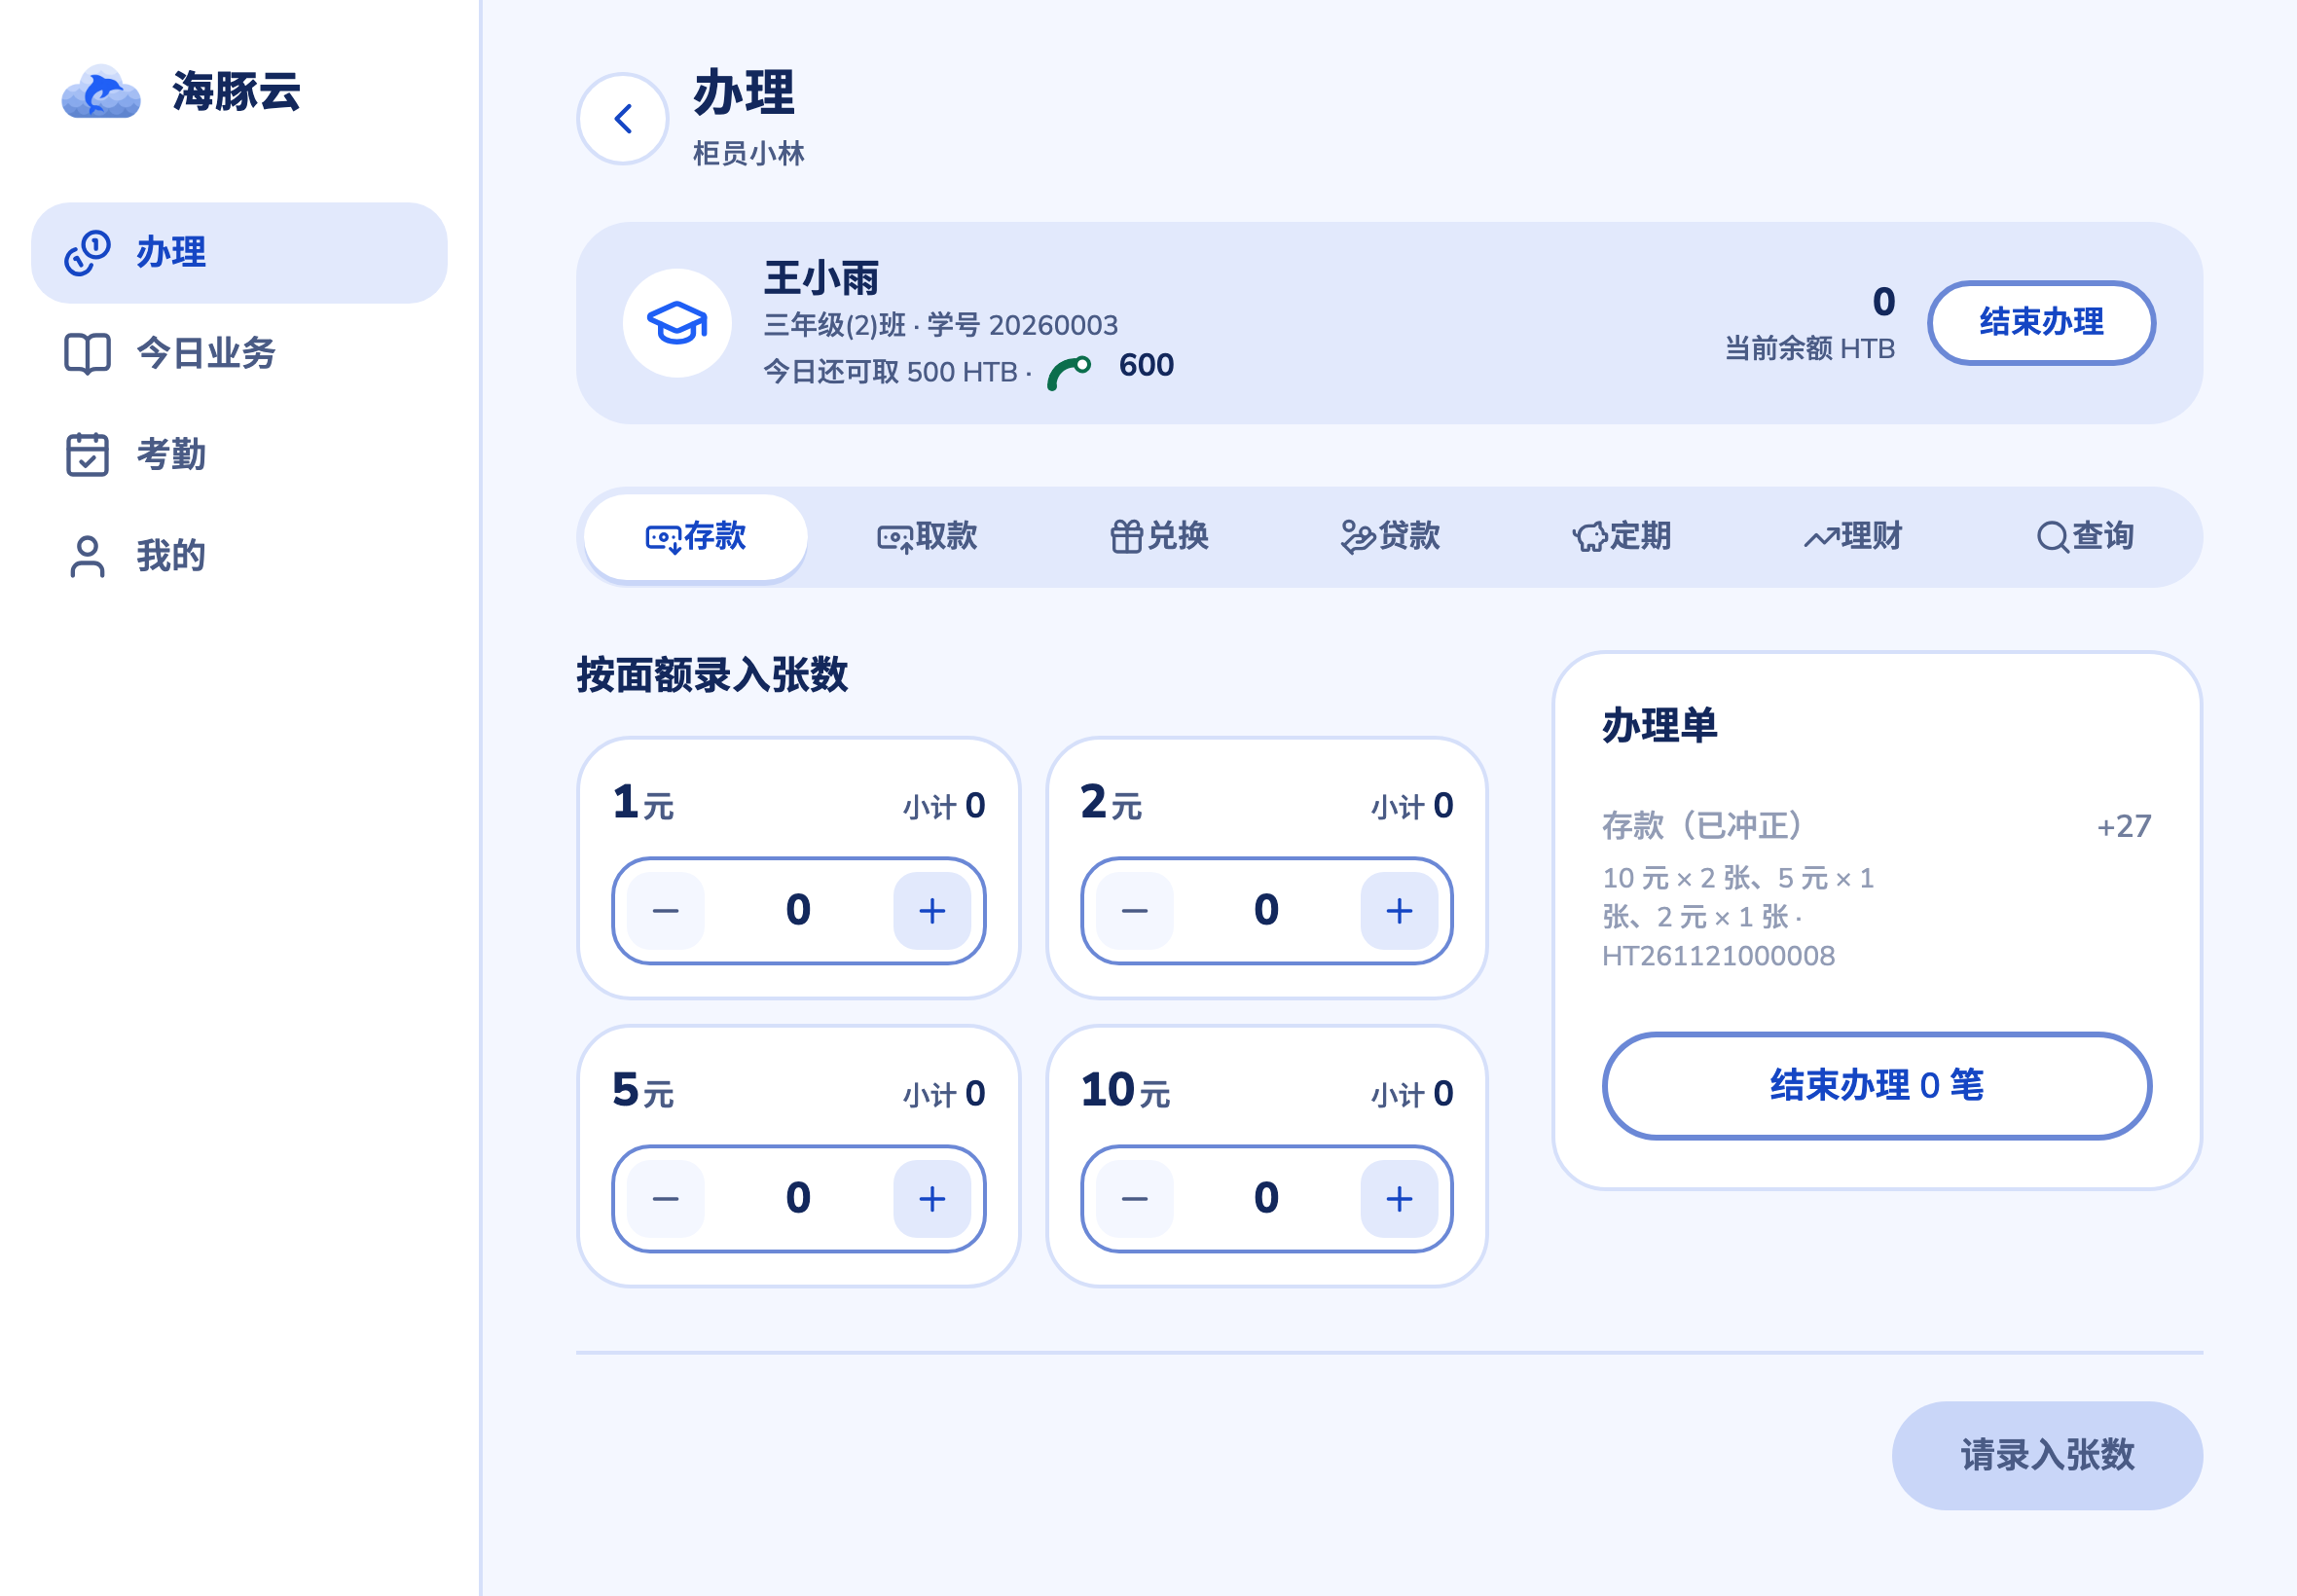 海豚云
办理
今日业务
考勤
我的
办理
柜员小林
王小雨
三年级(2)班 · 学号 20260003
今日还可取 500 HTB · 600
0
当前余额 HTB
结束办理
存款
取款
兑换
贷款
定期
理财
查询
按面额录入张数
1元
小计 0
0
2元
小计 0
0
5元
小计 0
0
10元
小计 0
0
办理单
存款（已冲正）
+27
10 元 × 2 张、5 元 × 1
张、2 元 × 1 张 ·
HT261121000008
结束办理 0 笔
请录入张数